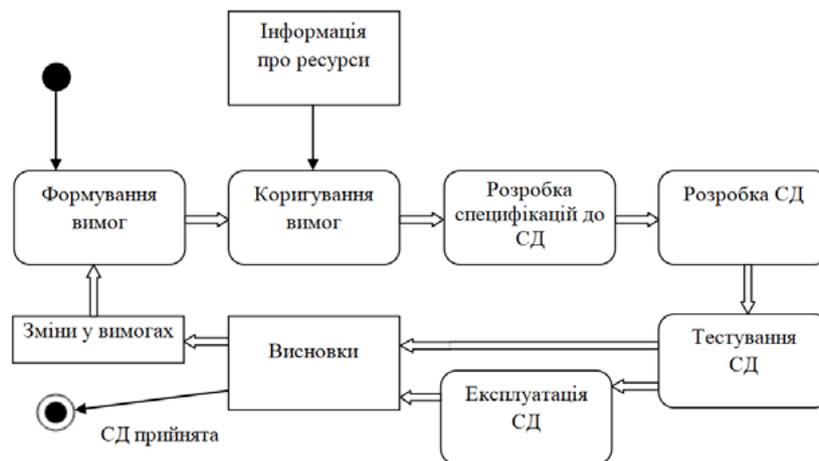 Інформація
про ресурси
Формування
вимог
Коригування
вимог
Розробка
специфікацій до
СД
Розробка СД
Зміни у вимогах
Висновки
Тестування
СД
Експлуатація
СД
СД прийнята